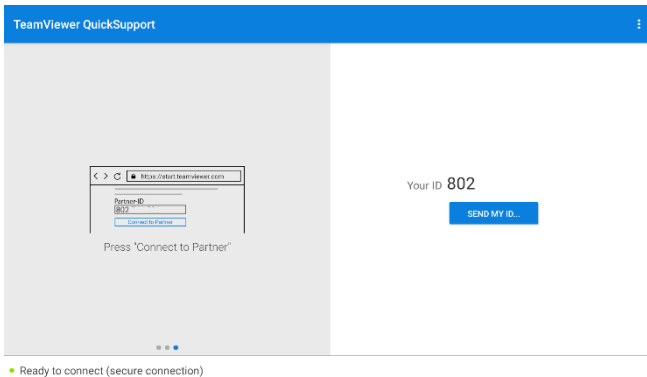 TeamViewer QuickSupport
https://start.teamviewer.com
Partner-ID
802
Connect to Partner
Press "Connect to Partner"
Your ID 802
SEND MY ID...
Ready to connect (secure connection)